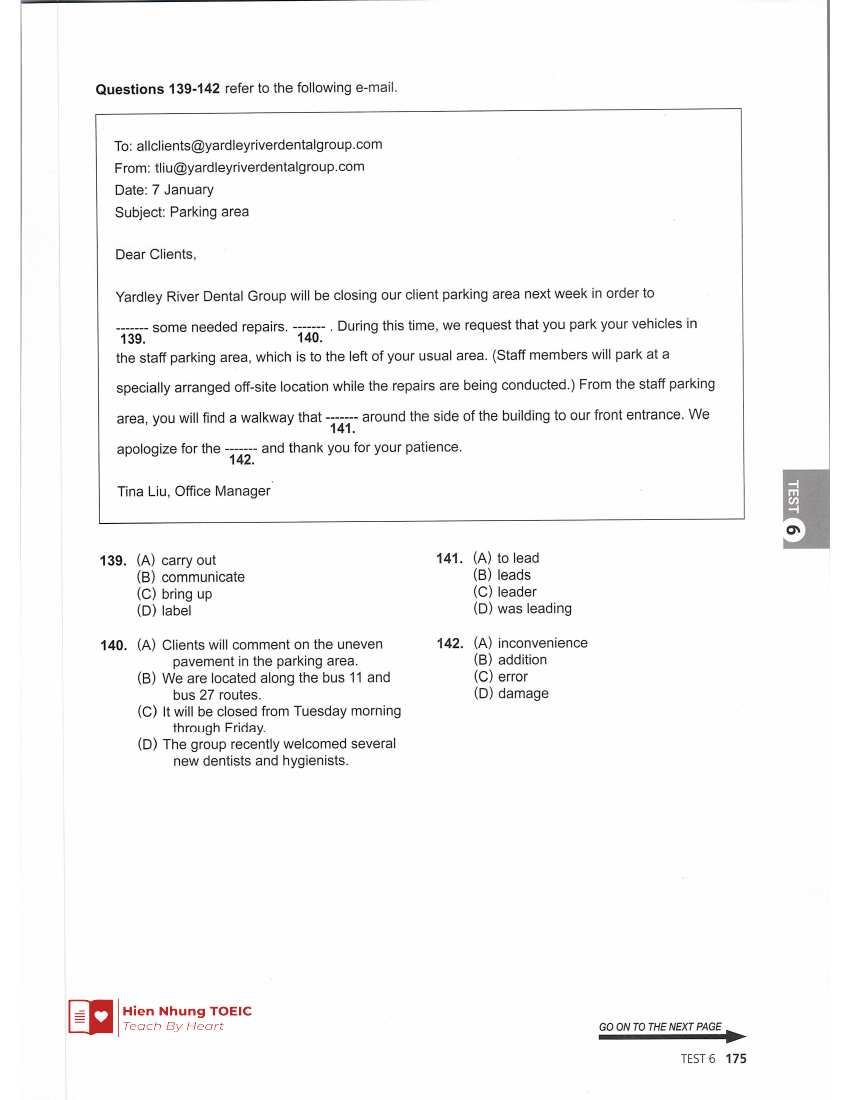 Questions 139-142 refer to the following e-mail.
To: allclients@yardleyriverdentalgroup.com
From: tliu@yardleyriverdentalgroup.com
Date: 7 January
Subject: Parking area
Dear Clients,
Yardley River Dental Group will be closing our client parking area next week in order to
------- some needed repairs. ------- . During this time, we request that you park your vehicles in
139. 140.
the staff parking area, which is to the left of your usual area. (Staff members will park at a
specially arranged off-site location while the repairs are being conducted.) From the staff parking
area, you will find a walkway that ------- around the side of the building to our front entrance. We
141.
apologize for the ------- and thank you for your patience.
142.
Tina Liu, Office Manager
139. (A) carry out
(B) communicate
(C) bring up
(D) label
140. (A) Clients will comment on the uneven
pavement in the parking area.
(B) We are located along the bus 11 and
bus 27 routes.
(C) It will be closed from Tuesday morning
through Friday.
(D) The group recently welcomed several
new dentists and hygienists.
141. (A) to lead
(B) leads
(C) leader
(D) was leading
142. (A) inconvenience
(B) addition
(C) error
(D) damage
TEST 6
Hien Nhung TOEIC
Teach By Heart
GO ON TO THE NEXT PAGE
TEST 6 175